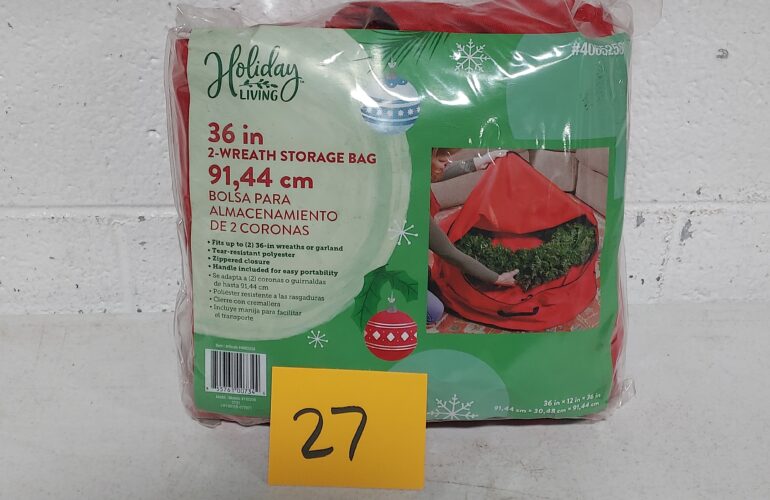 Holiday
LIVING
#4065258
36 in
2-WREATH STORAGE BAG
91,44 cm
BOLSA PARA
ALMACENAMIENTO
DE 2 CORONAS
• Fits up to (2) 36-in wreaths or garland
• Tear-resistant polyester
• Zippered closure
• Handle included for easy portability
• Se adapta a (2) coronas o guirnaldas
de hasta 91,44 cm
• Poliéster resistente a las rasgaduras
• Cierre con cremallera
• Incluye manija para facilitar
el transporte
36 in × 12 in × 36 in
91,44 cm × 30,48 cm × 91,44 cm
27